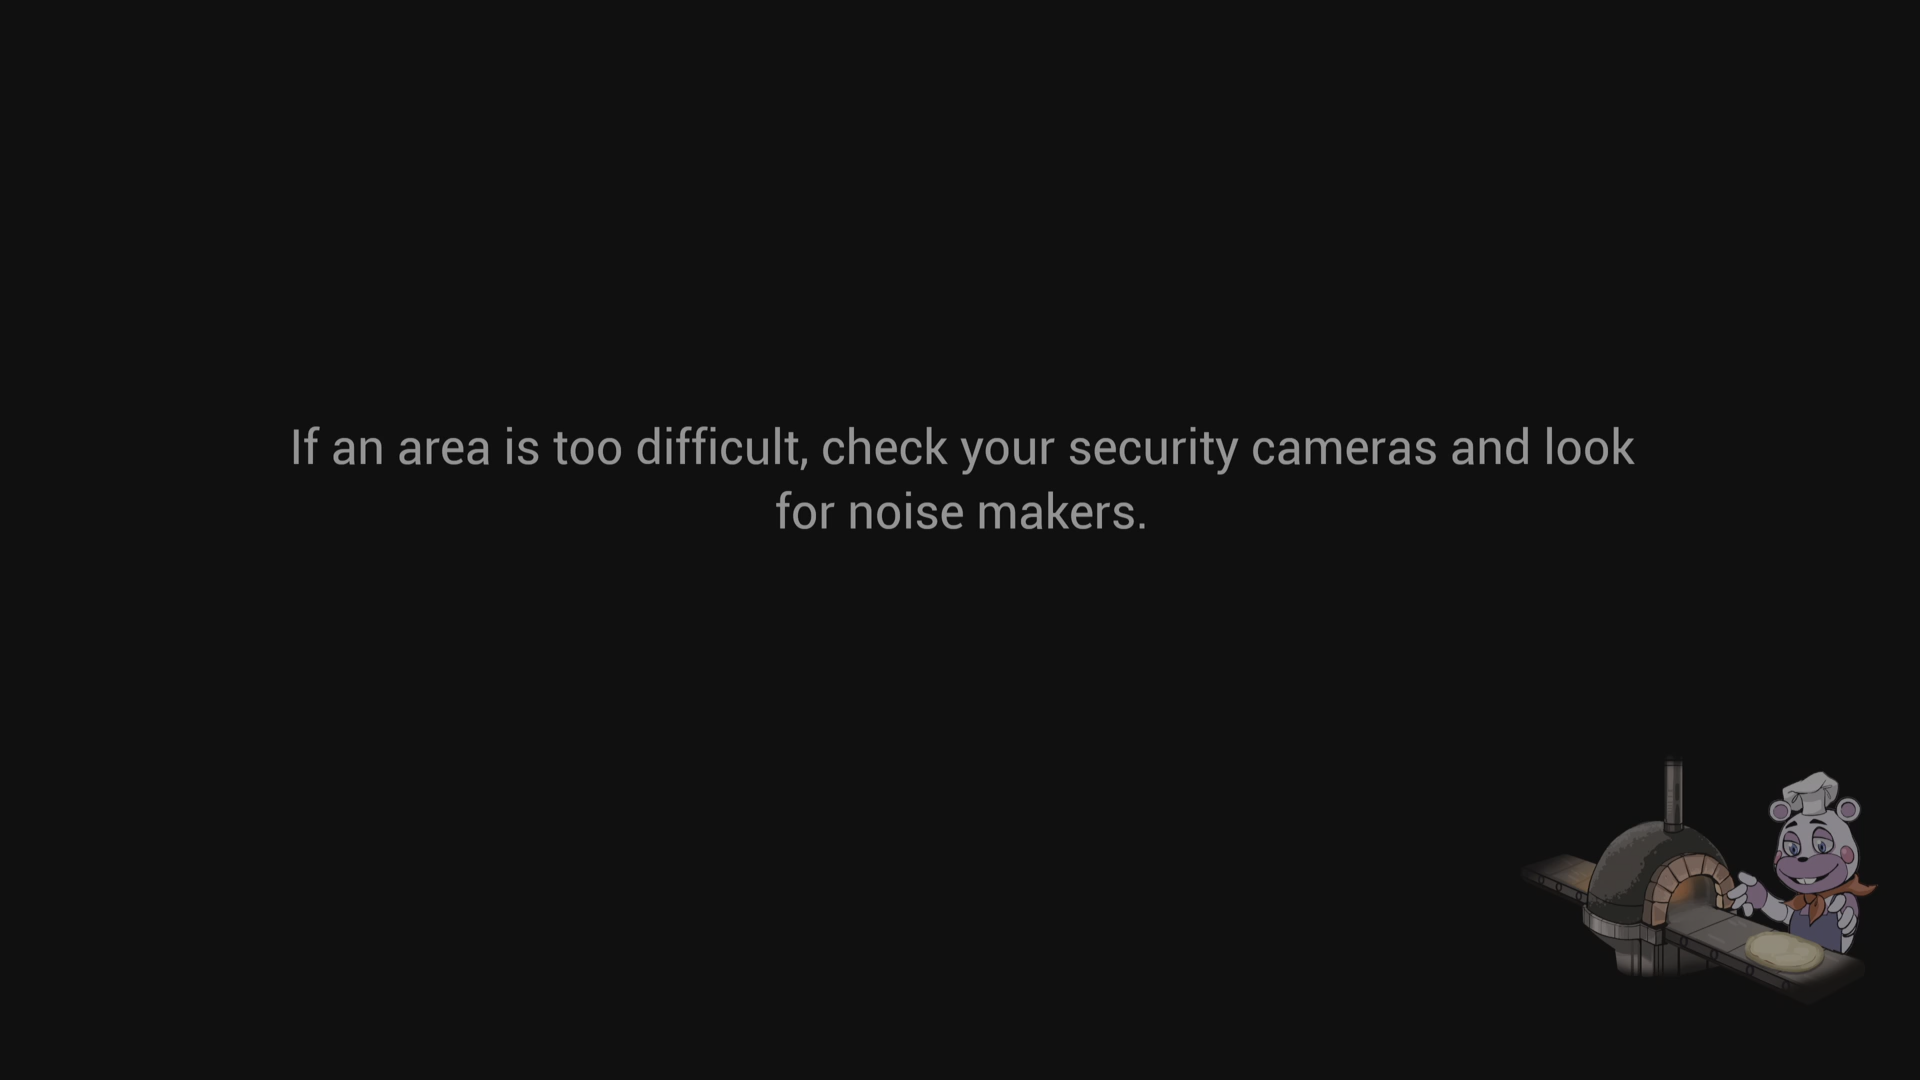 If an area is too difficult, check your security cameras and look
for noise makers.